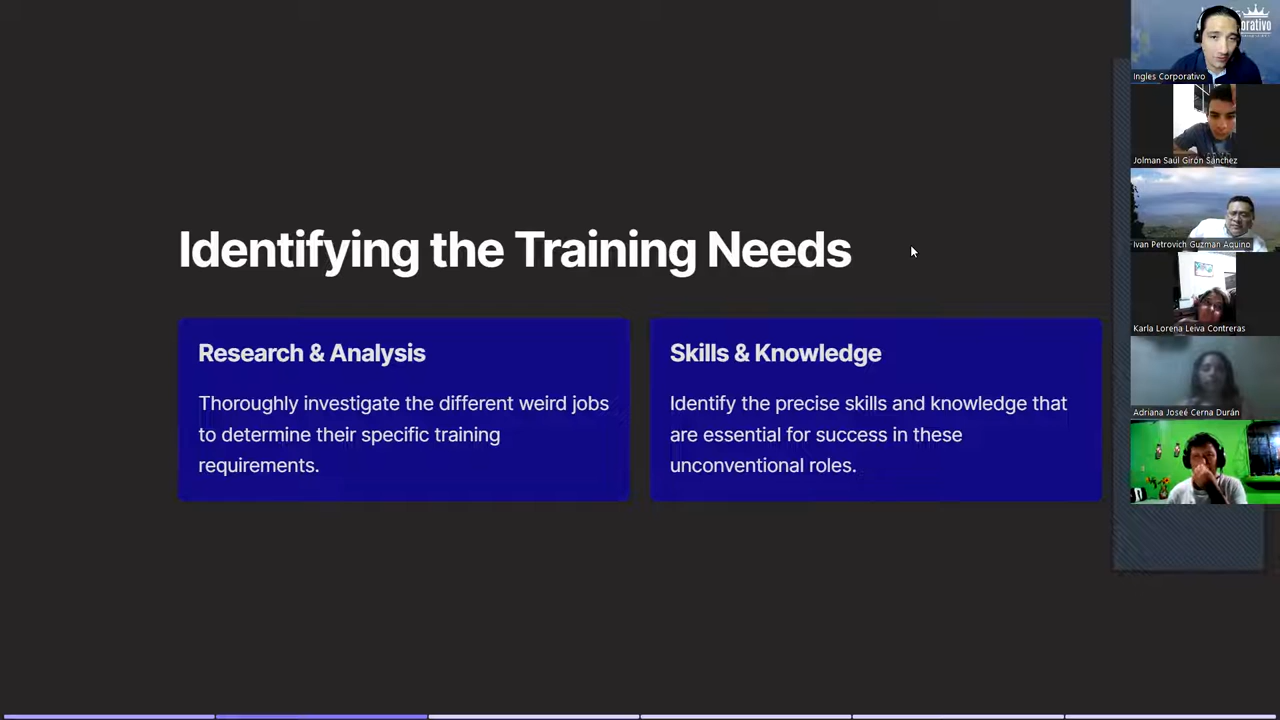 Identifying the Training Needs
Research & Analysis
Thoroughly investigate the different weird jobs
to determine their specific training
requirements.
Skills & Knowledge
Identify the precise skills and knowledge that
are essential for success in these
unconventional roles.
Ingles Corporativo
Jolman Saúl Girón Sánchez
Ivan Petrovich Guzman Aquino
Karla Lorena Leiva Contreras
Adriana Joseé Cerna Durán